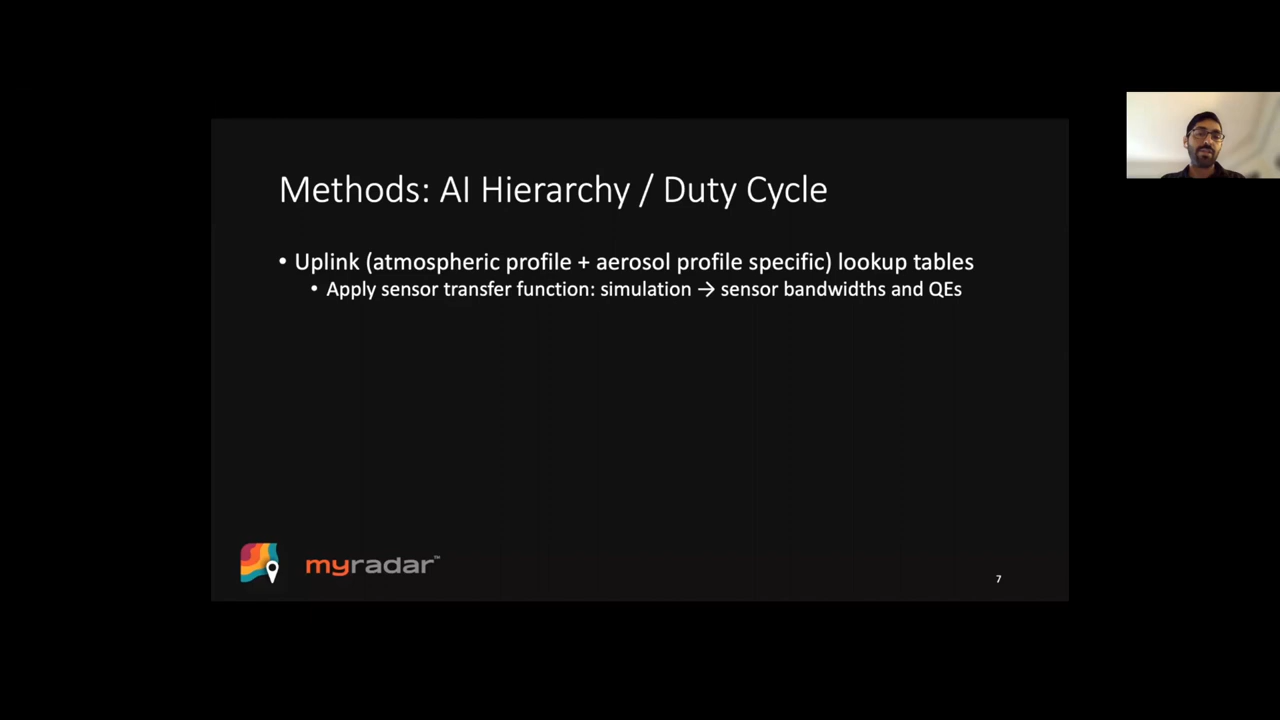 Methods: AI Hierarchy / Duty Cycle
• Uplink (atmospheric profile + aerosol profile specific) lookup tables
• Apply sensor transfer function: simulation → sensor bandwidths and QEs
myradar™
7